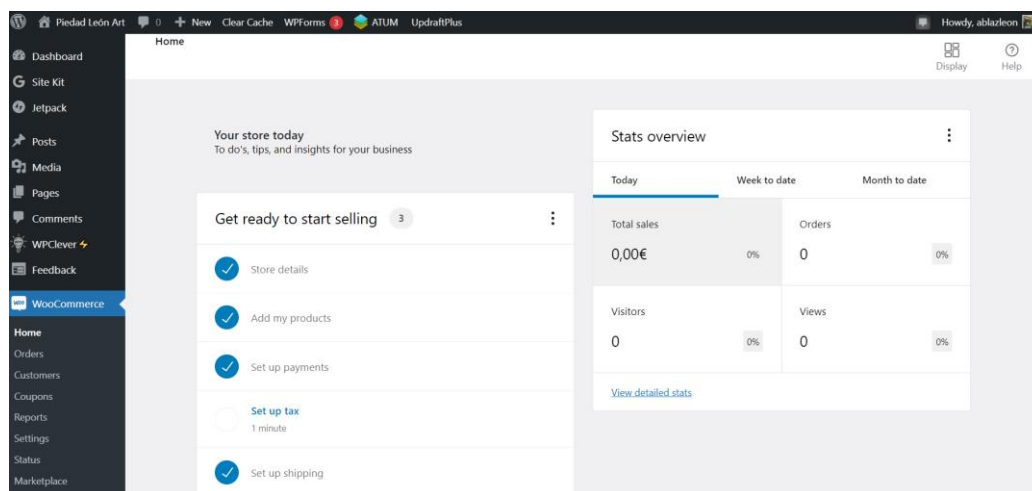 Piedad León Art 0 New Clear Cache WPForms 3 ATUM UpdraftPlus Howdy, ablazleon
Dashboard
Site Kit
Jetpack
Posts
Media
Pages
Comments
WPClever
Feedback
WooCommerce
Home
Orders
Customers
Coupons
Reports
Settings
Status
Marketplace
Home
Display
Help
Your store today
To do's, tips, and insights for your business
Get ready to start selling 3
Store details
Add my products
Set up payments
Set up tax
1 minute
Set up shipping
Stats overview
Today Week to date Month to date
Total sales
0,00€ 0%
Orders
0 0%
Visitors
0 0%
Views
0 0%
View detailed stats